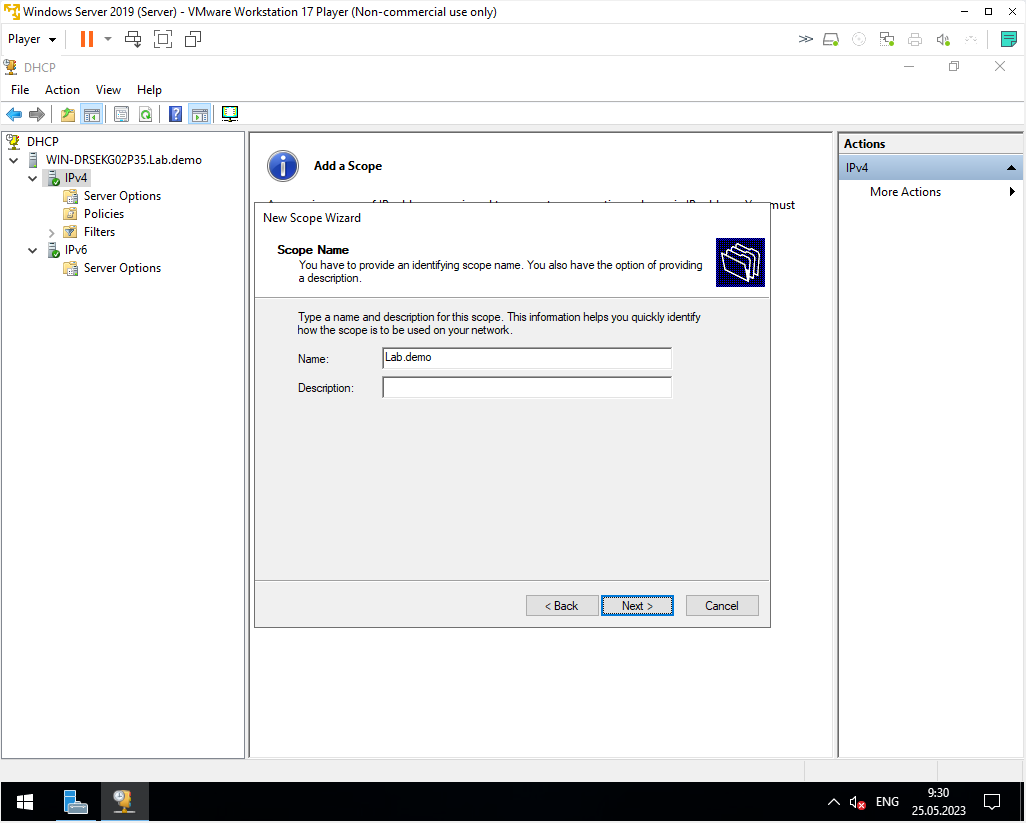 Windows Server 2019 (Server) - VMware Workstation 17 Player (Non-commercial use only)
Player
DHCP
File Action View Help
DHCP
WIN-DRSEKG02P35.Lab.demo
IPv4
Server Options
Policies
Filters
IPv6
Server Options
Add a Scope
must
New Scope Wizard
Scope Name
You have to provide an identifying scope name. You also have the option of providing
a description.
Type a name and description for this scope. This information helps you quickly identify
how the scope is to be used on your network.
Name: Lab.demo
Description:
< Back Next > Cancel
Actions
IPv4
More Actions
ENG
9:30
25.05.2023